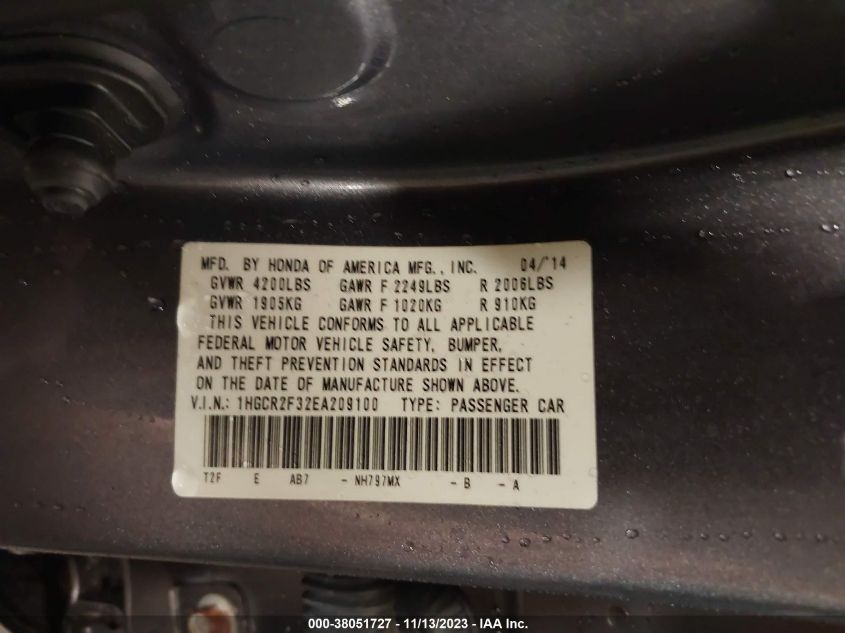 MFD. BY HONDA OF AMERICA MFG., INC. 04/'14
GVWR 4200LBS GAWR F 2249LBS R 2006LBS
GVWR 1905KG GAWR F 1020KG R 910KG
THIS VEHICLE CONFORMS TO ALL APPLICABLE
FEDERAL MOTOR VEHICLE SAFETY, BUMPER,
AND THEFT PREVENTION STANDARDS IN EFFECT
ON THE DATE OF MANUFACTURE SHOWN ABOVE.
V.I.N.: 1HGCR2F32EA209100 TYPE: PASSENGER CAR
T2F E AB7 - NH797MX - B - A
000-38051727 - 11/13/2023 - IAA Inc.